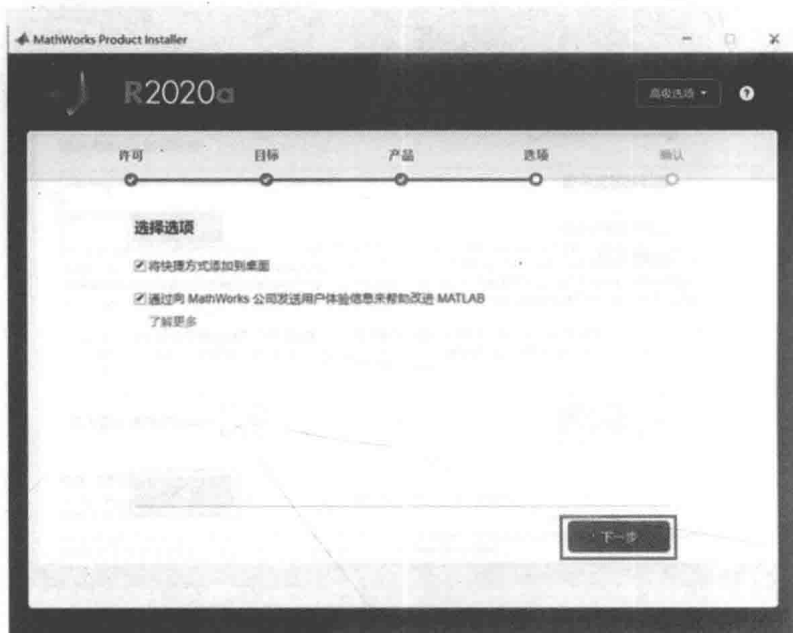 MathWorks Product Installer
R2020a
高级选项
许可 目标 产品 选项 确认
选择选项
将快捷方式添加到桌面
通过向 MathWorks 公司发送用户体验信息来帮助改进 MATLAB
了解更多
下一步